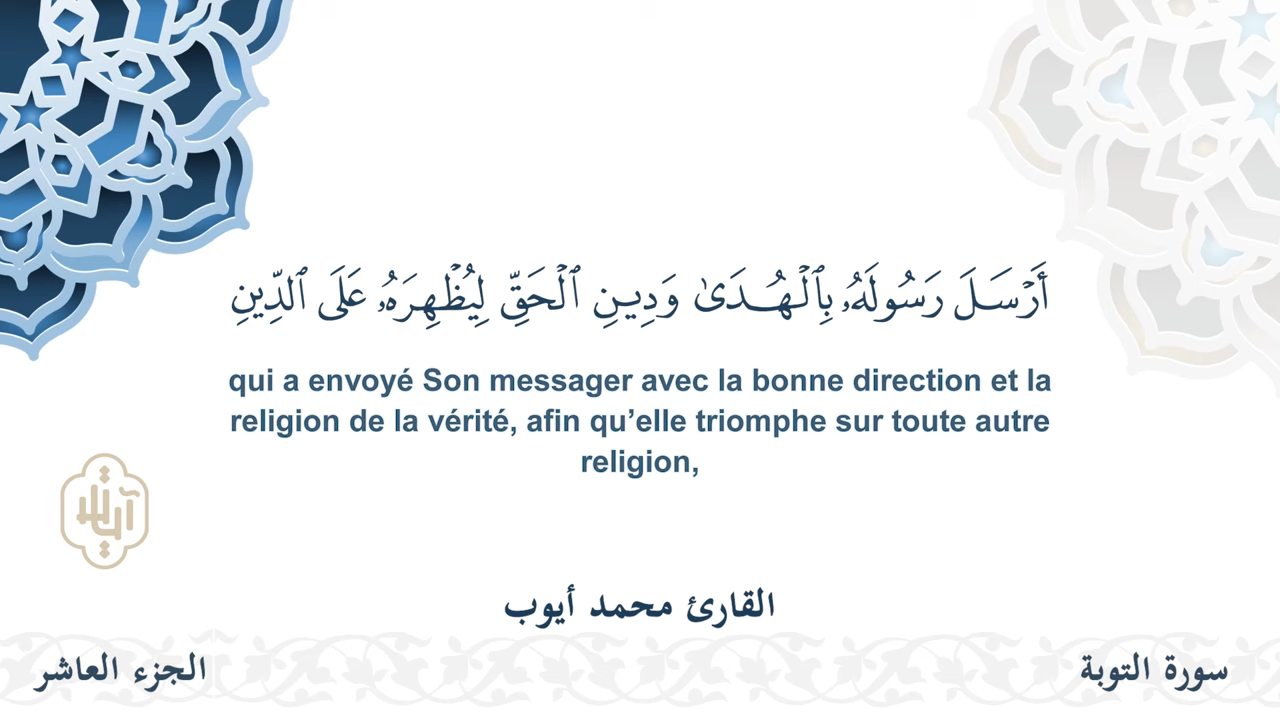 أَرۡسَلَ رَسُولَهُۥ بِٱلۡهُدَىٰ وَدِينِ ٱلۡحَقِّ لِيُظۡهِرَهُۥ عَلَى ٱلدِّينِ
qui a envoyé Son messager avec la bonne direction et la
religion de la vérité, afin qu’elle triomphe sur toute autre
religion,
القارئ محمد أيوب
سورة التوبة
الجزء العاشر